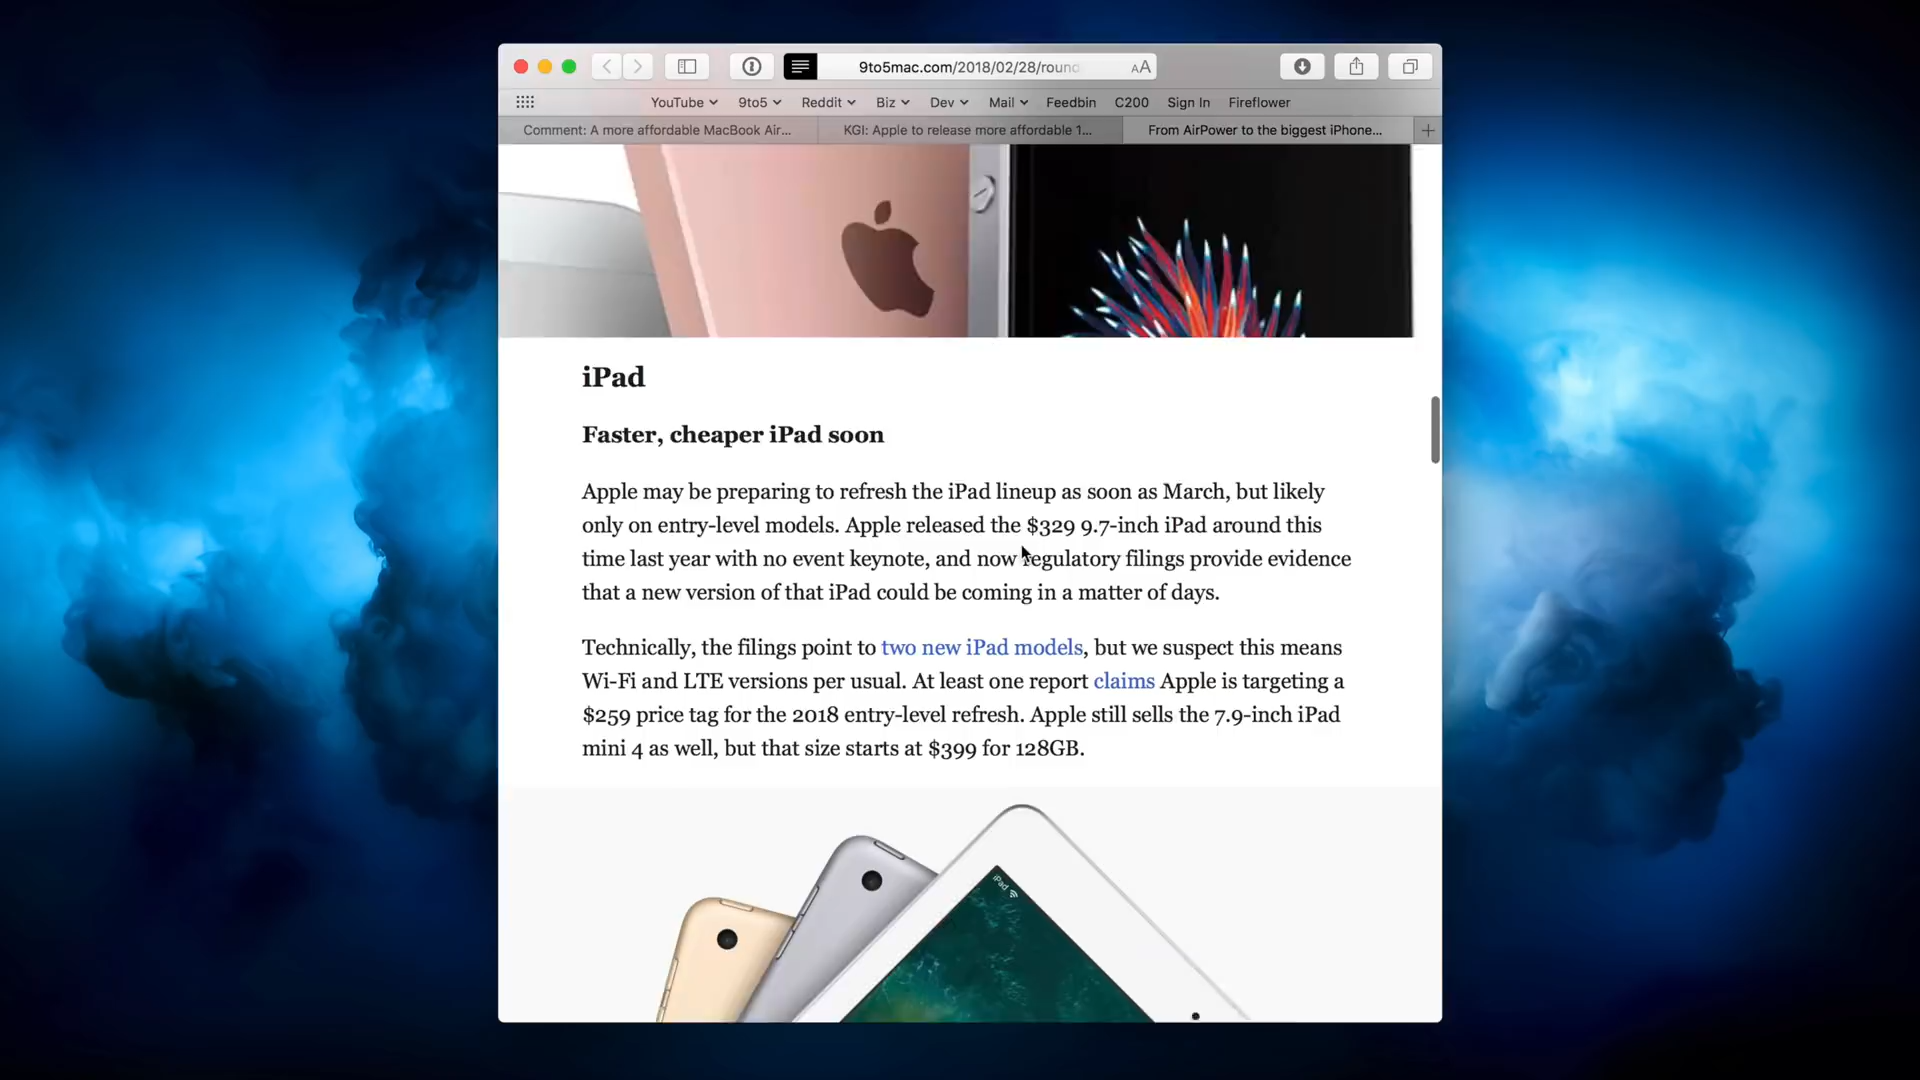 9to5mac.com/2018/02/28/round
AA
YouTube 9to5 Reddit Biz Dev Mail Feedbin C200 Sign In Fireflower
Comment: A more affordable MacBook Air... KGI: Apple to release more affordable 1... From AirPower to the biggest iPhone...
iPad
Faster, cheaper iPad soon
Apple may be preparing to refresh the iPad lineup as soon as March, but likely
only on entry-level models. Apple released the $329 9.7-inch iPad around this
time last year with no event keynote, and now regulatory filings provide evidence
that a new version of that iPad could be coming in a matter of days.
Technically, the filings point to two new iPad models, but we suspect this means
Wi-Fi and LTE versions per usual. At least one report claims Apple is targeting a
$259 price tag for the 2018 entry-level refresh. Apple still sells the 7.9-inch iPad
mini 4 as well, but that size starts at $399 for 128GB.
iPad